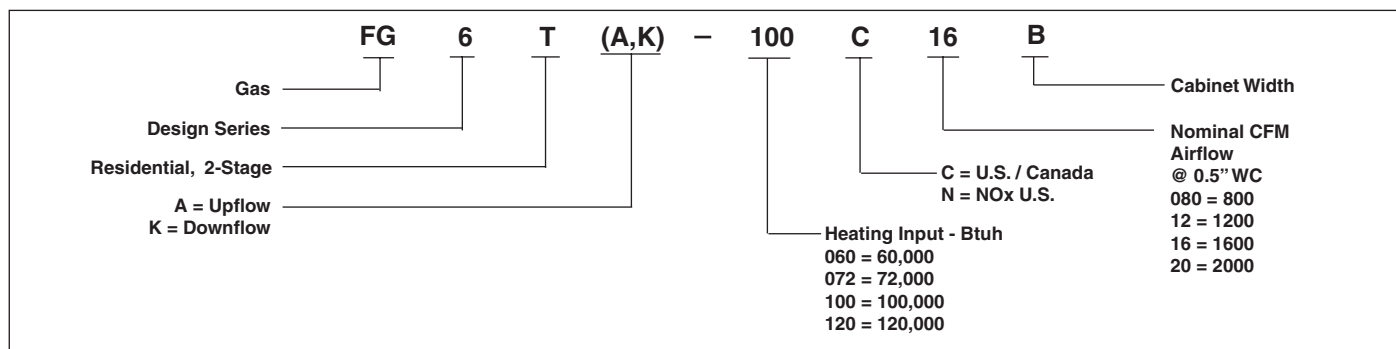 FG 6 T (A,K) – 100 C 16 B
Gas
Design Series
Residential, 2-Stage
A = Upflow
K = Downflow
Heating Input - Btuh
060 = 60,000
072 = 72,000
100 = 100,000
120 = 120,000
C = U.S. / Canada
N = NOx U.S.
Nominal CFM
Airflow
@ 0.5” WC
080 = 800
12 = 1200
16 = 1600
20 = 2000
Cabinet Width